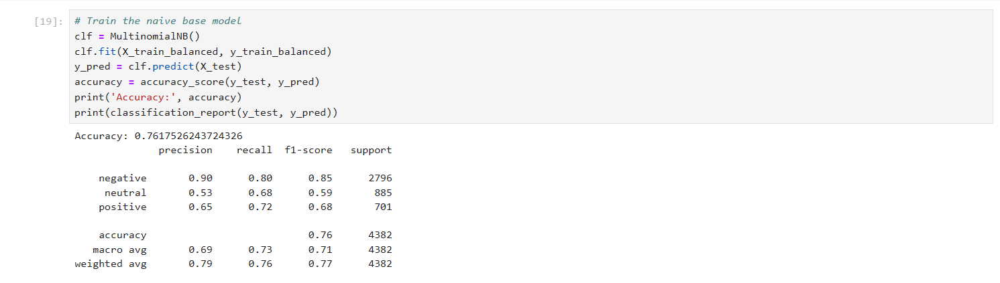 [19]: # Train the naive base model
clf = MultinomialNB()
clf.fit(X_train_balanced, y_train_balanced)
y_pred = clf.predict(X_test)
accuracy = accuracy_score(y_test, y_pred)
print('Accuracy:', accuracy)
print(classification_report(y_test, y_pred))
Accuracy: 0.7617526243724326
precision recall f1-score support
negative 0.90 0.80 0.85 2796
neutral 0.53 0.68 0.59 885
positive 0.65 0.72 0.68 701
accuracy 0.76 4382
macro avg 0.69 0.73 0.71 4382
weighted avg 0.79 0.76 0.77 4382